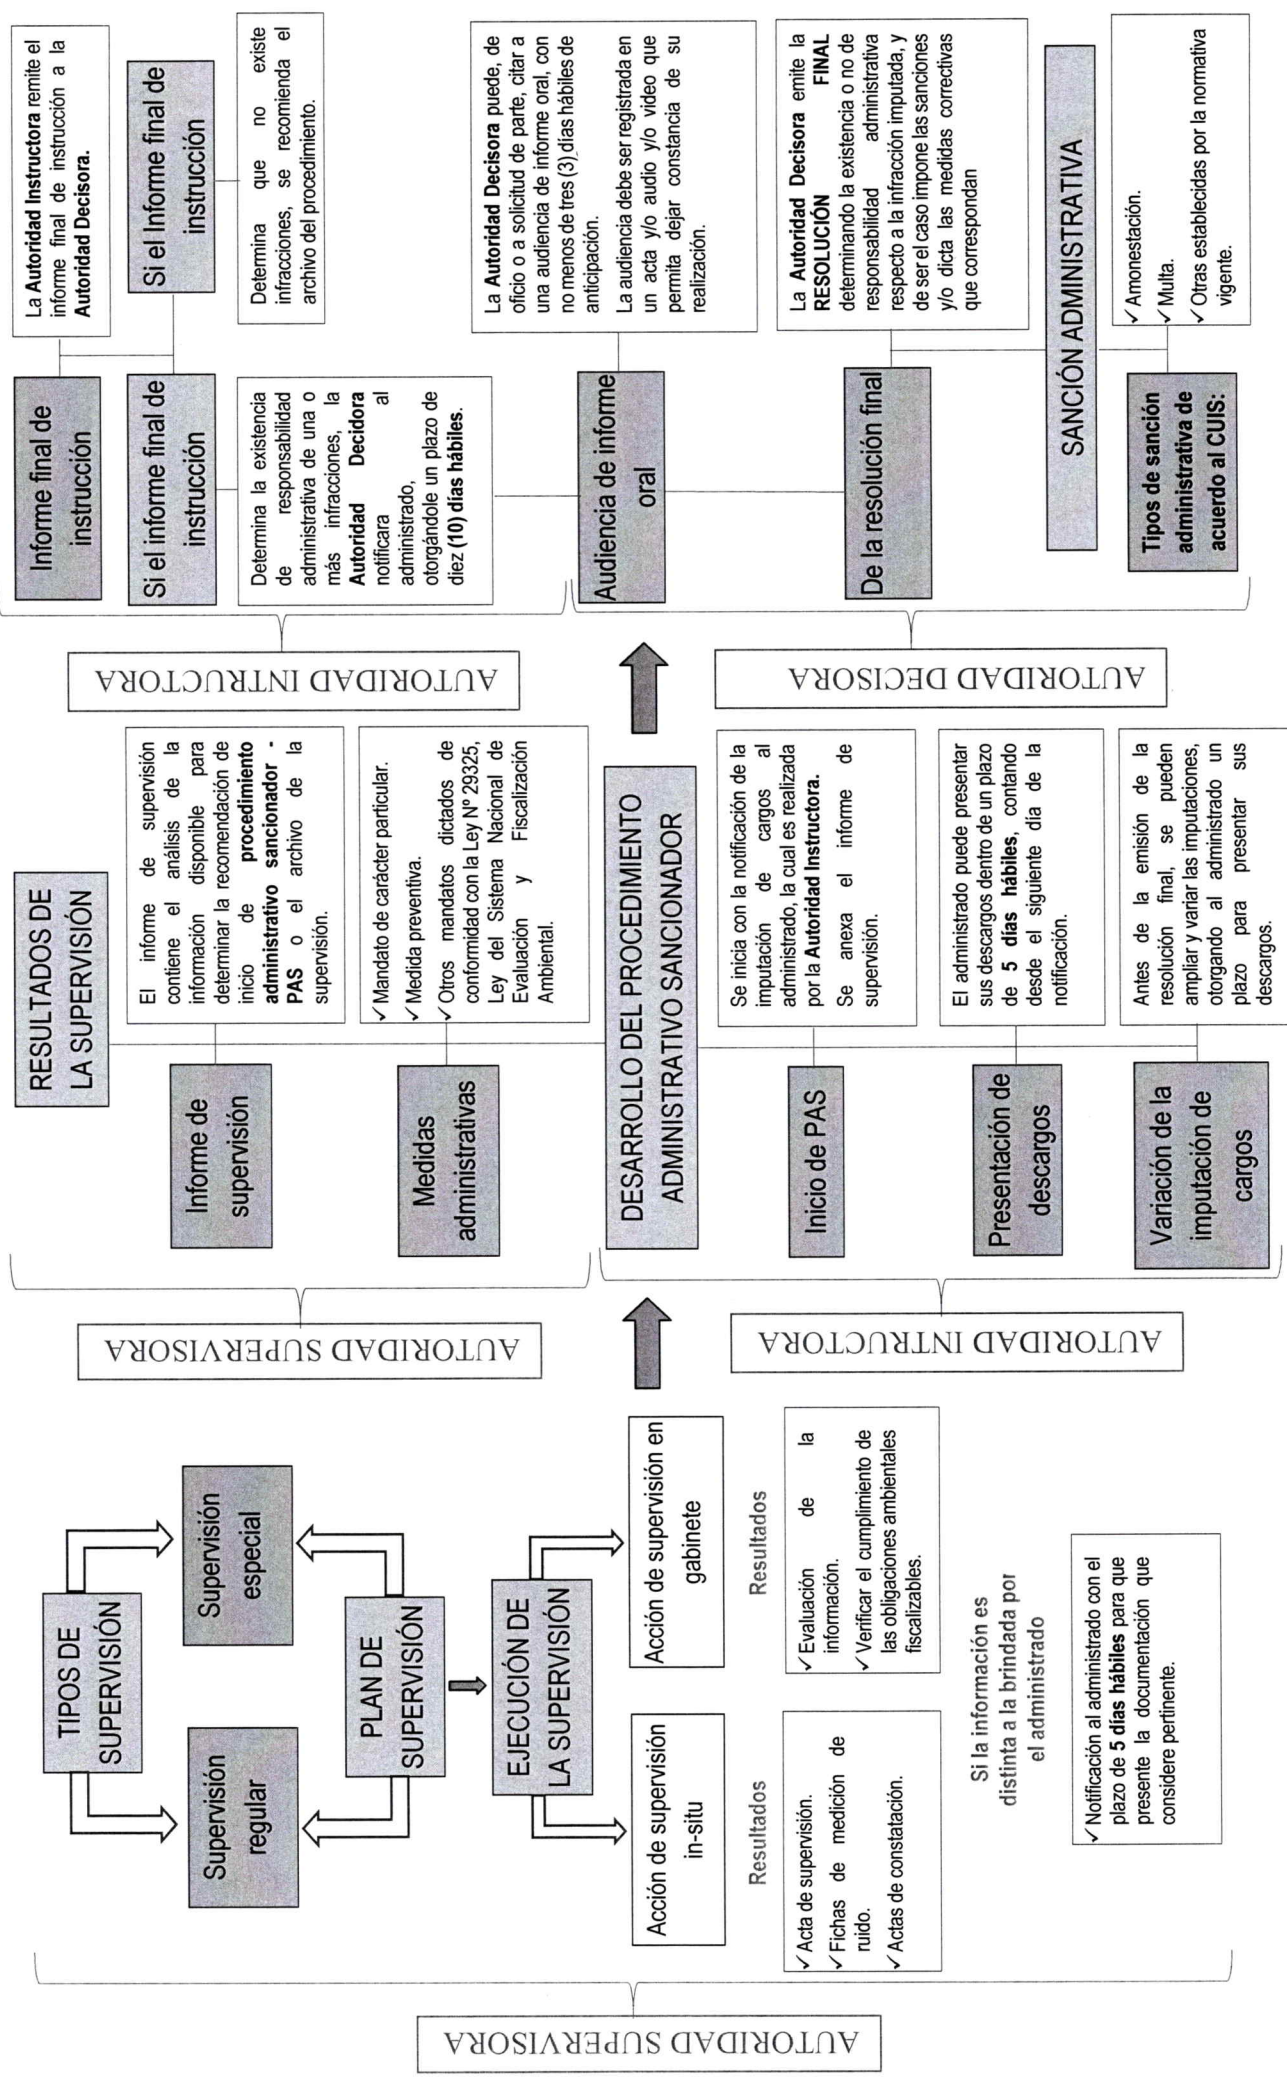 AUTORIDAD SUPERVISORA
TIPOS DE
SUPERVISIÓN
Supervisión
regular
Supervisión
especial
PLAN DE
SUPERVISIÓN
EJECUCIÓN DE
LA SUPERVISIÓN
Acción de supervisión
in-situ
Acción de supervisión en
gabinete
Resultados
✓ Acta de supervisión.
✓ Fichas de medición de
ruido.
✓ Actas de constatación.
Resultados
✓ Evaluación de la
información.
✓ Verificar el cumplimiento de
las obligaciones ambientales
fiscalizables.
Si la información es
distinta a la brindada por
el administrado
✓ Notificación al administrado con el
plazo de 5 días hábiles para que
presente la documentación que
considere pertinente.
AUTORIDAD SUPERVISORA
RESULTADOS DE
LA SUPERVISIÓN
Informe de
supervisión
El informe de supervisión
contiene el análisis de la
información disponible para
determinar la recomendación de
inicio de procedimiento
administrativo sancionador -
PAS o el archivo de la
supervisión.
Medidas
administrativas
✓ Mandato de carácter particular.
✓ Medida preventiva.
✓ Otros mandatos dictados de
conformidad con la Ley Nº 29325,
Ley del Sistema Nacional de
Evaluación y Fiscalización
Ambiental.
AUTORIDAD INTRUCTORA
DESARROLLO DEL PROCEDIMIENTO
ADMINISTRATIVO SANCIONADOR
Inicio de PAS
Se inicia con la notificación de la
imputación de cargos al
administrado, la cual es realizada
por la Autoridad Instructora.
Se anexa el informe de
supervisión.
Presentación de
descargos
El administrado puede presentar
sus descargos dentro de un plazo
de 5 días hábiles, contando
desde el siguiente día de la
notificación.
Variación de la
imputación de
cargos
Antes de la emisión de la
resolución final, se pueden
ampliar y variar las imputaciones,
otorgando al administrado un
plazo para presentar sus
descargos.
AUTORIDAD INTRUCTORA
Informe final de
instrucción
La Autoridad Instructora remite el
informe final de instrucción a la
Autoridad Decisora.
Si el informe final de
instrucción
Si el Informe final de
instrucción
Determina la existencia
de responsabilidad
administrativa de una o
más infracciones, la
Autoridad Decidora
notificara al
administrado,
otorgándole un plazo de
diez (10) días hábiles.
Determina que no existe
infracciones, se recomienda el
archivo del procedimiento.
AUTORIDAD DECISORA
Audiencia de informe
oral
La Autoridad Decisora puede, de
oficio o a solicitud de parte, citar a
una audiencia de informe oral, con
no menos de tres (3) días hábiles de
anticipación.
La audiencia debe ser registrada en
un acta y/o audio y/o video que
permita dejar constancia de su
realización.
De la resolución final
La Autoridad Decisora emite la
RESOLUCIÓN FINAL
determinando la existencia o no de
responsabilidad administrativa
respecto a la infracción imputada, y
de ser el caso impone las sanciones
y/o dicta las medidas correctivas
que correspondan
SANCIÓN ADMINISTRATIVA
Tipos de sanción
administrativa de
acuerdo al CUIS:
✓ Amonestación.
✓ Multa.
✓ Otras establecidas por la normativa
vigente.